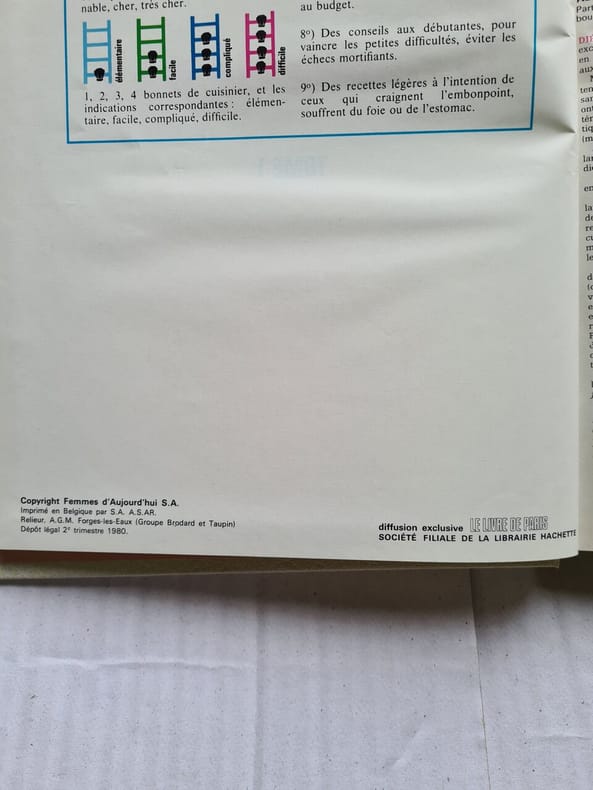 nable, cher, très cher.
élémentaire
facile
compliqué
difficile
1, 2, 3, 4 bonnets de cuisinier, et les
indications correspondantes : élémen-
taire, facile, compliqué, difficile.
au budget.
8º) Des conseils aux débutantes, pour
vaincre les petites difficultés, éviter les
échecs mortifiants.
9º) Des recettes légères à l'intention de
ceux qui craignent l'embonpoint,
souffrent du foie ou de l'estomac.
Copyright Femmes d'Aujourd'hui S.A.
Imprimé en Belgique par S.A. A.S.AR.
Relieur, A.G.M. Forges-les-Eaux (Groupe Brodard et Taupin)
Dépôt légal 2e trimestre 1980.
diffusion exclusive LE LIVRE DE PARIS
SOCIÉTÉ FILIALE DE LA LIBRAIRIE HACHETTE